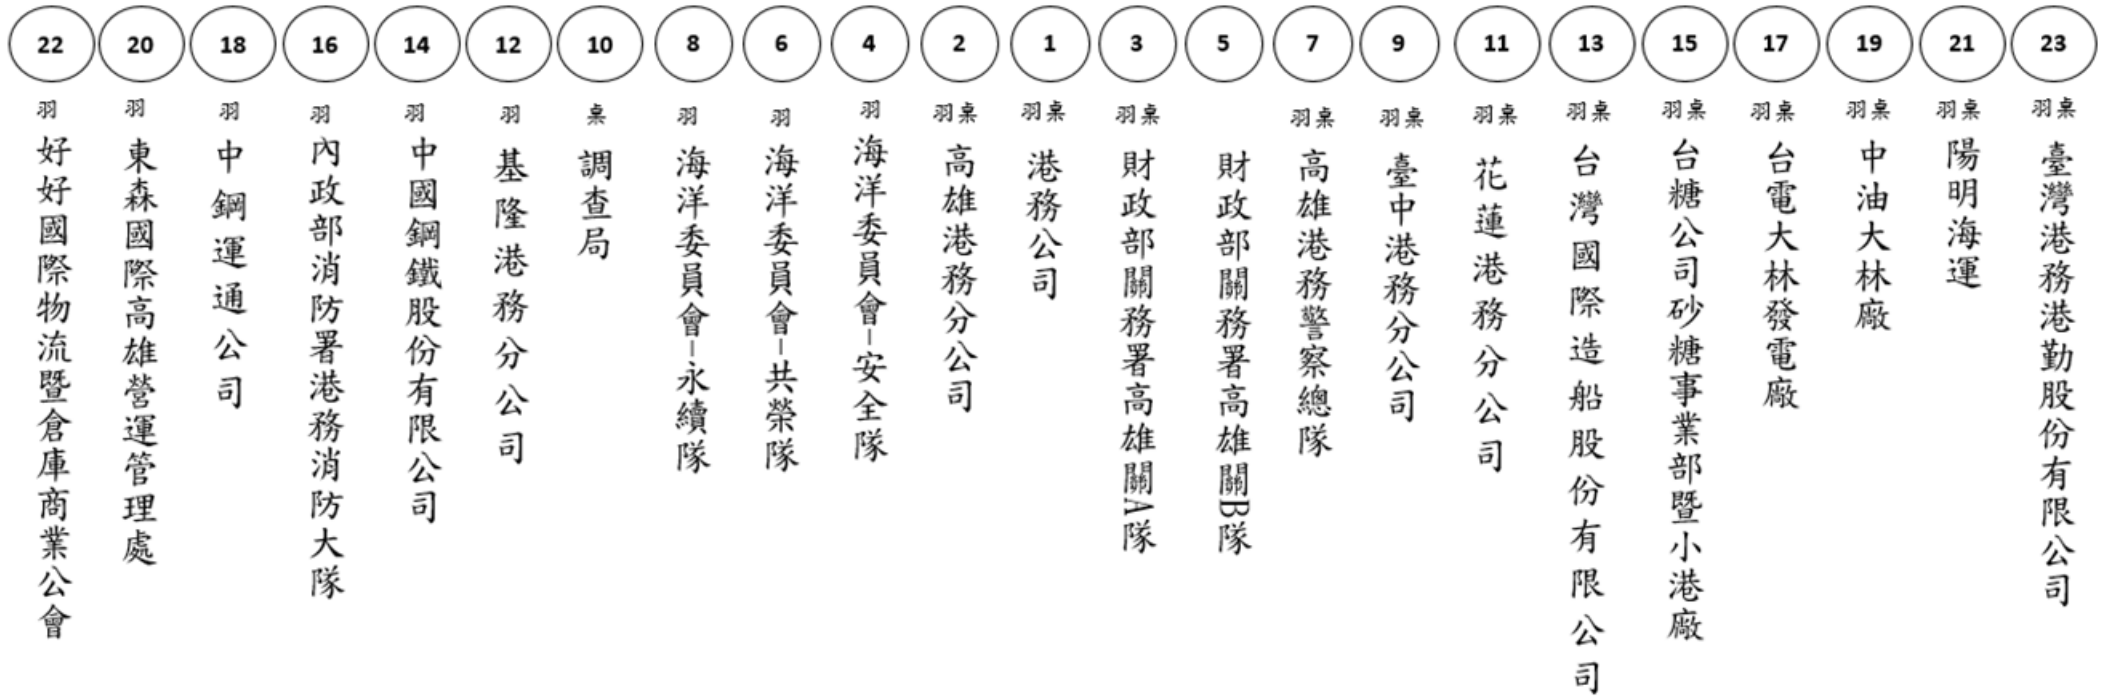 22 20 18 16 14 12 10 8 6 4 2 1 3 5 7 9 11 13 15 17 19 21 23
羽
好好國際物流暨倉庫商業公會
羽
東森國際高雄營運管理處
羽
中鋼運通公司
羽
內政部消防署港務消防大隊
羽
中國鋼鐵股份有限公司
羽
基隆港務分公司
桌
調查局
羽
海洋委員會-永續隊
羽
海洋委員會-共榮隊
羽
海洋委員會-安全隊
羽桌
高雄港務分公司
羽桌
港務公司
羽桌
財政部關務署高雄關A隊
財政部關務署高雄關B隊
羽桌
高雄港務警察總隊
羽桌
臺中港務分公司
羽桌
花蓮港務分公司
羽桌
台灣國際造船股份有限公司
羽桌
台糖公司砂糖事業部暨小港廠
羽桌
台電大林發電廠
羽桌
中油大林廠
羽桌
陽明海運
羽桌
臺灣港務港勤股份有限公司